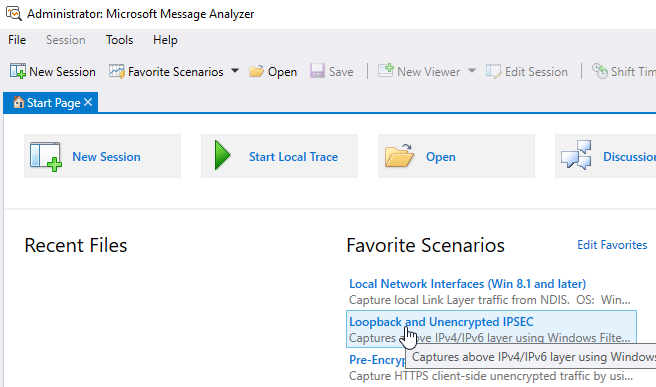 Administrator: Microsoft Message Analyzer
File Session Tools Help
New Session Favorite Scenarios Open Save New Viewer Edit Session Shift Tim
Start Page
New Session Start Local Trace Open Discussio
Recent Files
Favorite Scenarios Edit Favorites
Local Network Interfaces (Win 8.1 and later)
Capture local Link Layer traffic from NDIS. OS: Win...
Loopback and Unencrypted IPSEC
Captures above IPv4/IPv6 layer using Windows Filte...
Captures above IPv4/IPv6 layer using Windows
Pre-Encryp
Capture HTTPS client-side unencrypted traffic by usi...